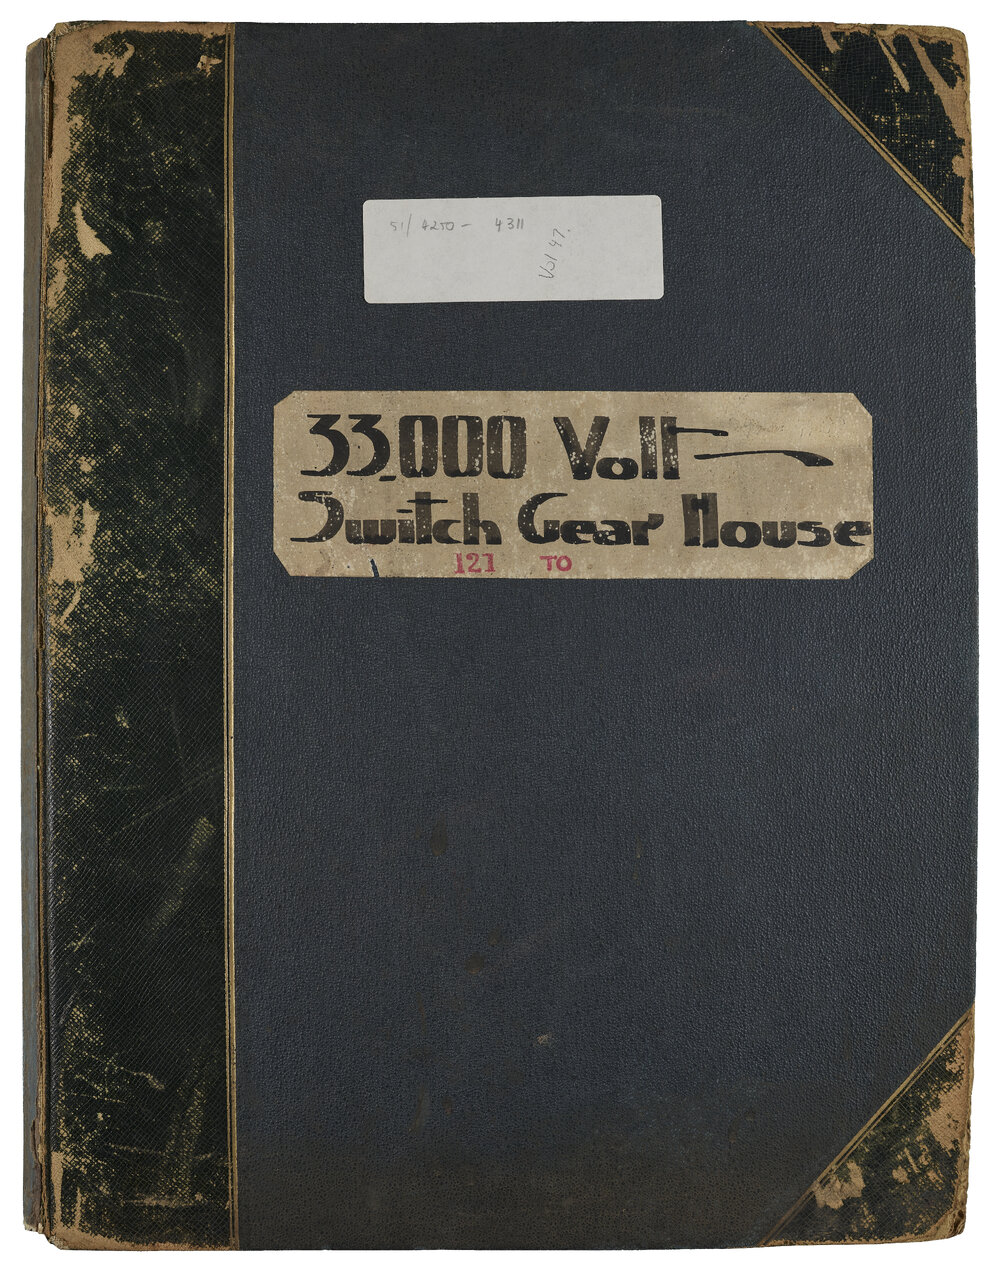 51/4250 - 4311
Vol 47.
33,000 Volt
Switch Gear House
121 TO